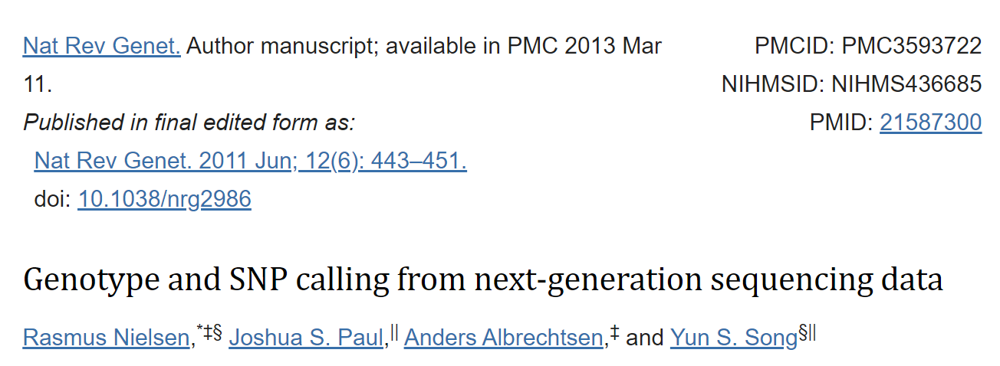 Nat Rev Genet. Author manuscript; available in PMC 2013 Mar
11.
Published in final edited form as:
Nat Rev Genet. 2011 Jun; 12(6): 443–451.
doi: 10.1038/nrg2986
PMCID: PMC3593722
NIHMSID: NIHMS436685
PMID: 21587300
Genotype and SNP calling from next-generation sequencing data
Rasmus Nielsen,*‡§ Joshua S. Paul,|| Anders Albrechtsen,‡ and Yun S. Song§||